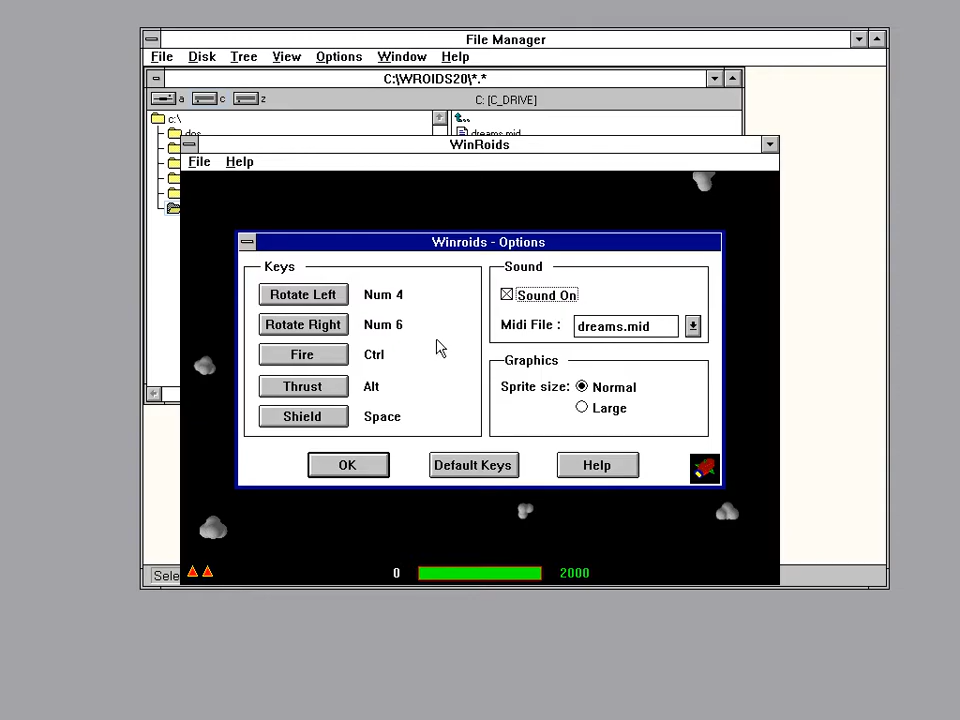 File Manager
File Disk Tree View Options Window Help
C:\WROIDS20\*.*
a c z C: [C_DRIVE]
c:\
dos
..
dreams.mid
WinRoids
File Help
Winroids - Options
Keys
Rotate Left Num 4
Rotate Right Num 6
Fire Ctrl
Thrust Alt
Shield Space
Sound
Sound On
Midi File : dreams.mid
Graphics
Sprite size: Normal
Large
OK Default Keys Help
Sele
0 2000